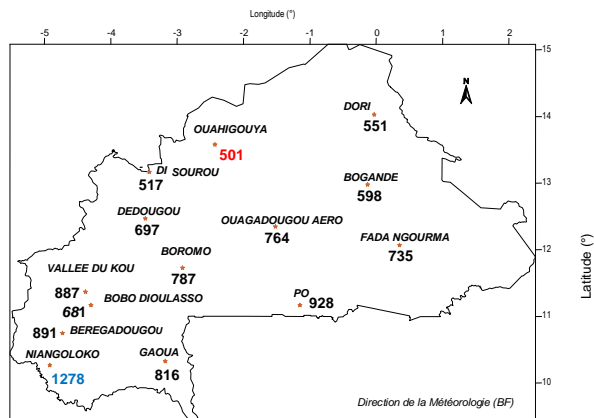 Longitude (°)
-5 -4 -3 -2 -1 0 1 2
15
DORI
14
551
OUAHIGOUYA
501
DI
SOUROU
517
BOGANDE
13
598
DEDOUGOU
697
OUAGADOUGOU AERO
764
FADA NGOURMA
735
12
BOROMO
787
VALLEE DU KOU
887
BOBO DIOULASSO
681
PO
928
11
891
BEREGADOUGOU
NIANGOLOKO
1278
GAOUA
816
10
Latitude (°)
N
Direction de la Météorologie (BF)